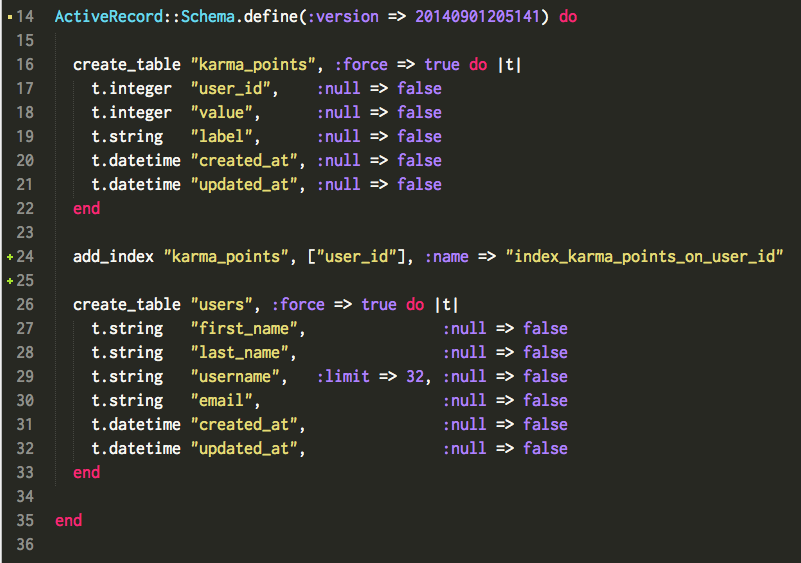 14 ActiveRecord::Schema.define(:version => 20140901205141) do
15
16   create_table "karma_points", :force => true do |t|
17     t.integer  "user_id",    :null => false
18     t.integer  "value",      :null => false
19     t.string   "label",      :null => false
20     t.datetime "created_at", :null => false
21     t.datetime "updated_at", :null => false
22   end
23
+24   add_index "karma_points", ["user_id"], :name => "index_karma_points_on_user_id"
+25
26   create_table "users", :force => true do |t|
27     t.string   "first_name",               :null => false
28     t.string   "last_name",                :null => false
29     t.string   "username",   :limit => 32, :null => false
30     t.string   "email",                    :null => false
31     t.datetime "created_at",               :null => false
32     t.datetime "updated_at",               :null => false
33   end
34
35 end
36